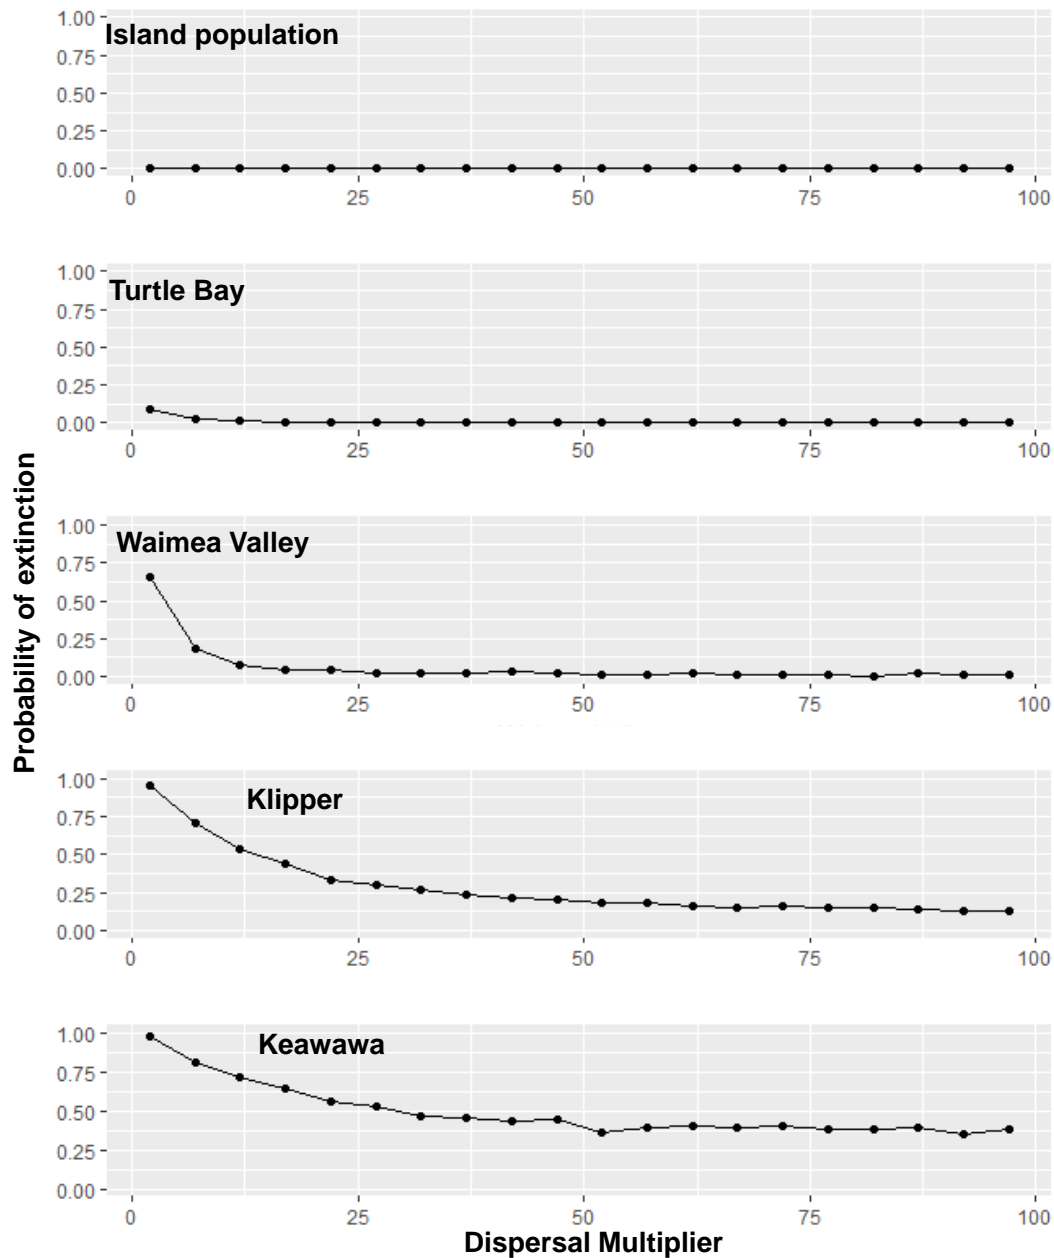 1.00
Island population
0.75
0.50
0.25
0.00
0 25 50 75 100
1.00
Turtle Bay
0.75
0.50
0.25
0.00
0 25 50 75 100
Probability of extinction
1.00
Waimea Valley
0.75
0.50
0.25
0.00
0 25 50 75 100
1.00
Klipper
0.75
0.50
0.25
0.00
0 25 50 75 100
1.00
Keawawa
0.75
0.50
0.25
0.00
0 25 50 75 100
Dispersal Multiplier